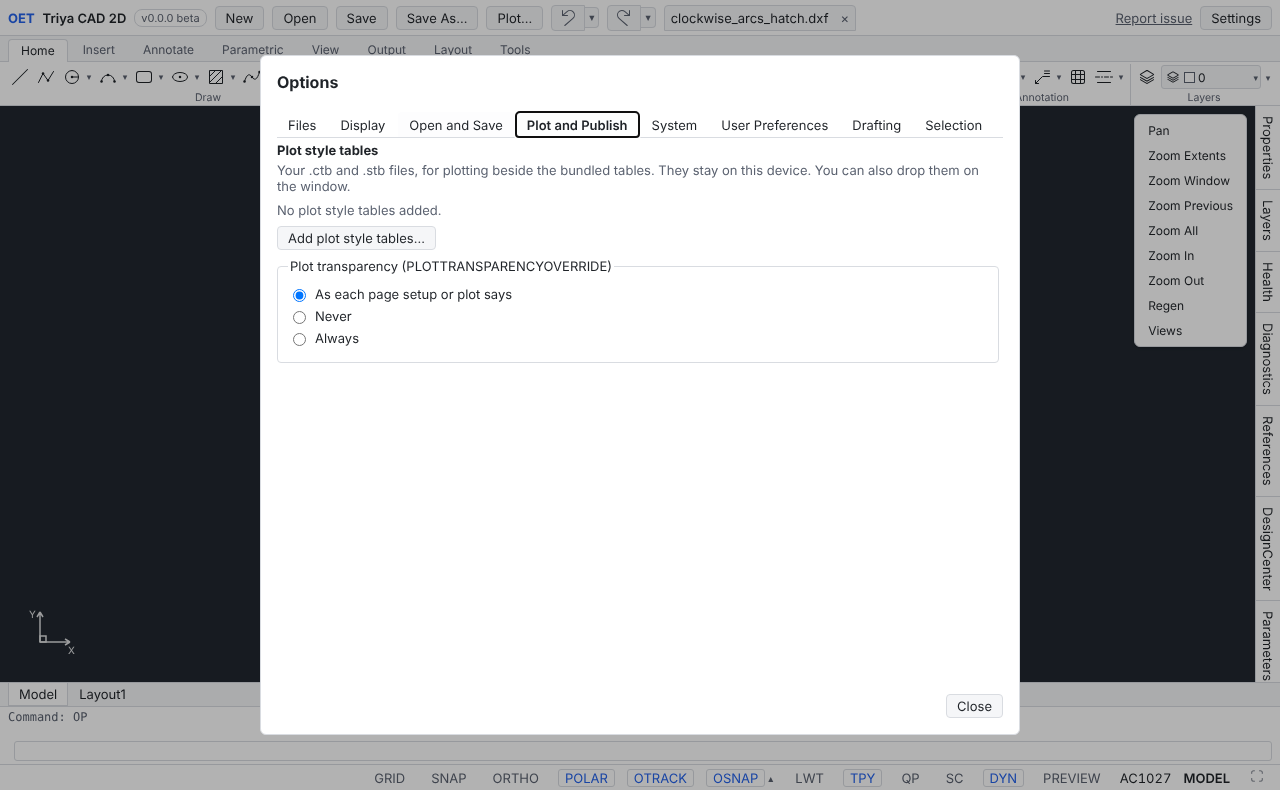 OET Triya CAD 2D v0.0.0 beta New Open Save Save As... Plot... clockwise_arcs_hatch.dxf × Report issue Settings
Home Insert Annotate Parametric View Output Layout Tools
0
Draw Layers
Options
Files Display Open and Save Plot and Publish System User Preferences Drafting Selection
Plot style tables
Your .ctb and .stb files, for plotting beside the bundled tables. They stay on this device. You can also drop them on
the window.
No plot style tables added.
Add plot style tables...
Plot transparency (PLOTTRANSPARENCYOVERRIDE)
As each page setup or plot says
Never
Always
Close
Pan
Zoom Extents
Zoom Window
Zoom Previous
Zoom All
Zoom In
Zoom Out
Regen
Views
Properties
Layers
Health
Diagnostics
References
DesignCenter
Parameters
Y
X
Model Layout1
Command: OP
GRID SNAP ORTHO POLAR OTRACK OSNAP LWT TPY QP SC DYN PREVIEW AC1027 MODEL